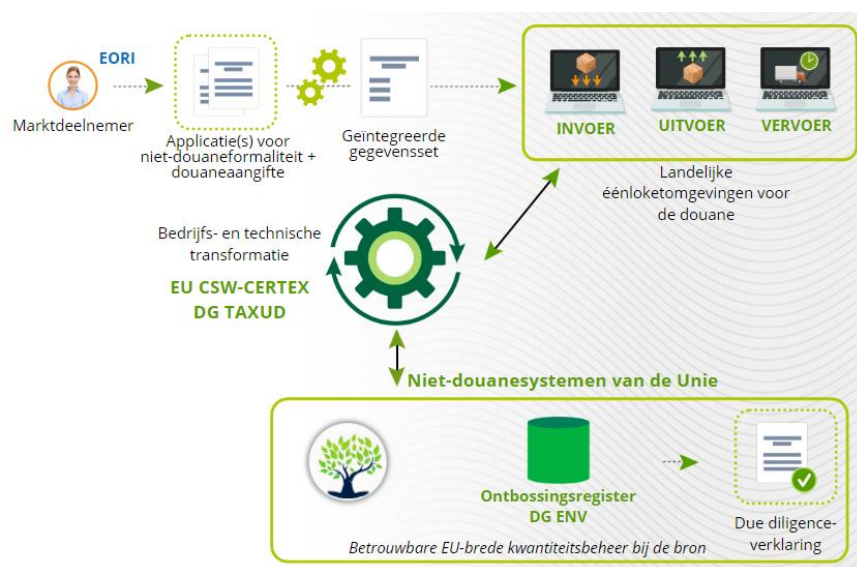 EORI
Marktdeelnemer
Applicatie(s) voor
niet-douaneformaliteit +
douaneaangifte
Geïntegreerde
gegevensset
INVOER
UITVOER
VERVOER
Landelijke
éénloketomgevingen voor
de douane
Bedrijfs- en technische
transformatie
EU CSW-CERTEX
DG TAXUD
Niet-douanesystemen van de Unie
Ontbossingsregister
DG ENV
Due diligence-
verklaring
Betrouwbare EU-brede kwantiteitsbeheer bij de bron